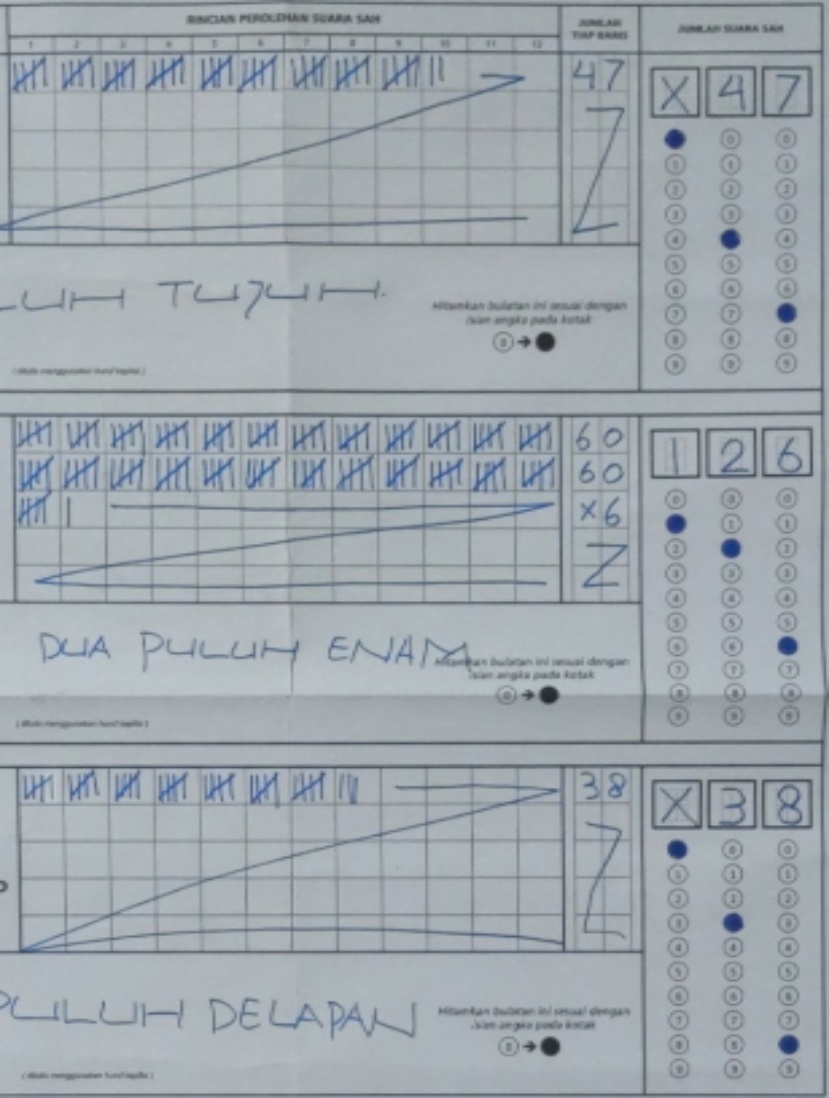 RINCIAN PEROLEHAN SUARA SAH
JUMLAH TIAP BARIS
JUMLAH SUARA SAH
1 2 3 4 5 6 7 8 9 10 11 12
47
X 4 7
LUH TUJUH.
Hitamkan bulatan ini sesuai dengan
isian angka pada kotak
0 → ●
(ditulis menggunakan huruf kapital)
60
60
X6
1 2 6
DUA PULUH ENAM
Hitamkan bulatan ini sesuai dengan
isian angka pada kotak
0 → ●
(ditulis menggunakan huruf kapital)
38
X 3 8
PULUH DELAPAN
Hitamkan bulatan ini sesuai dengan
isian angka pada kotak
0 → ●
(ditulis menggunakan huruf kapital)